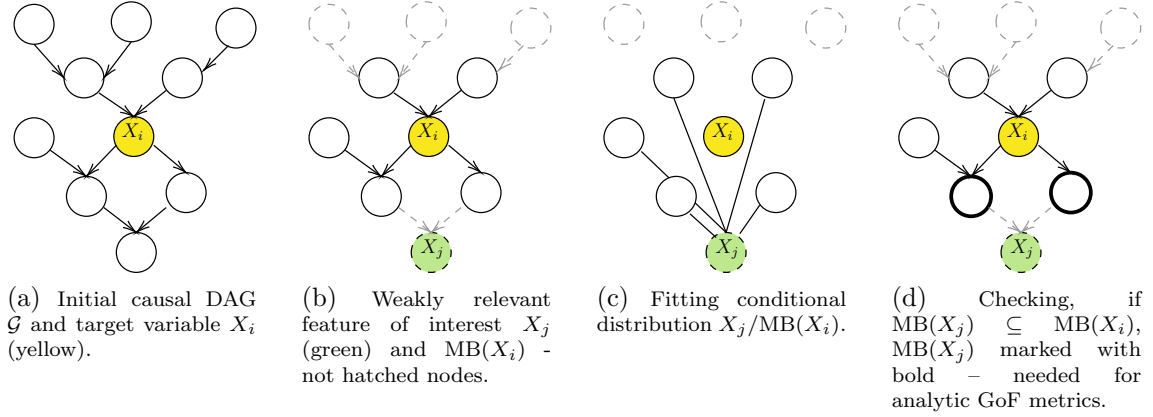 X_i
X_i
X_j
X_i
X_j
X_i
X_j
(a) Initial causal DAG
𝒢 and target variable X_i
(yellow).
(b) Weakly relevant
feature of interest X_j
(green) and MB(X_i) -
not hatched nodes.
(c) Fitting conditional
distribution X_j/MB(X_i).
(d) Checking, if
MB(X_j) ⊆ MB(X_i),
MB(X_j) marked with
bold – needed for
analytic GoF metrics.